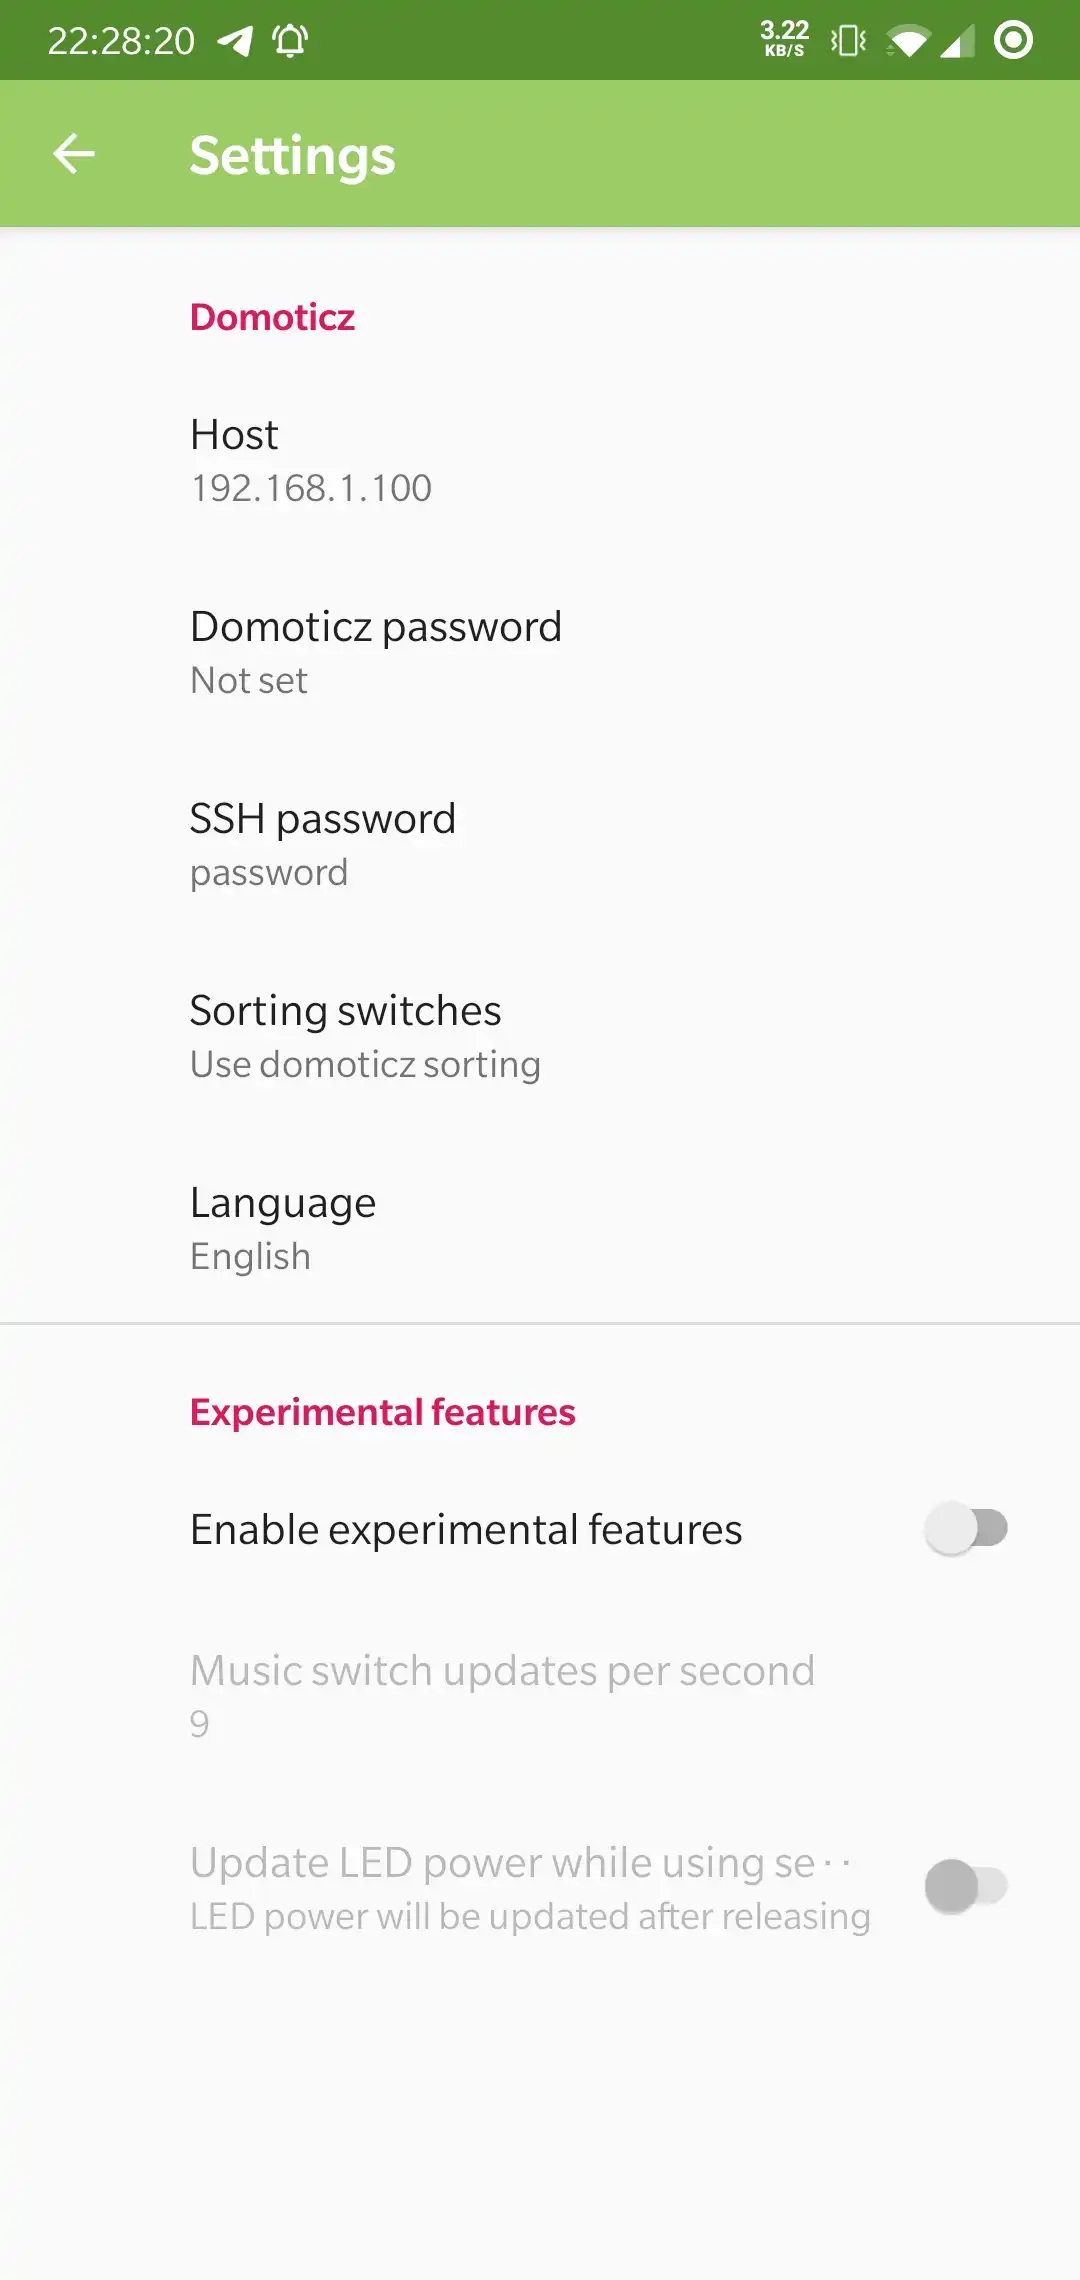 22:28:20
3.22
KB/S
Settings
Domoticz
Host
192.168.1.100
Domoticz password
Not set
SSH password
password
Sorting switches
Use domoticz sorting
Language
English
Experimental features
Enable experimental features
Music switch updates per second
9
Update LED power while using se··
LED power will be updated after releasing